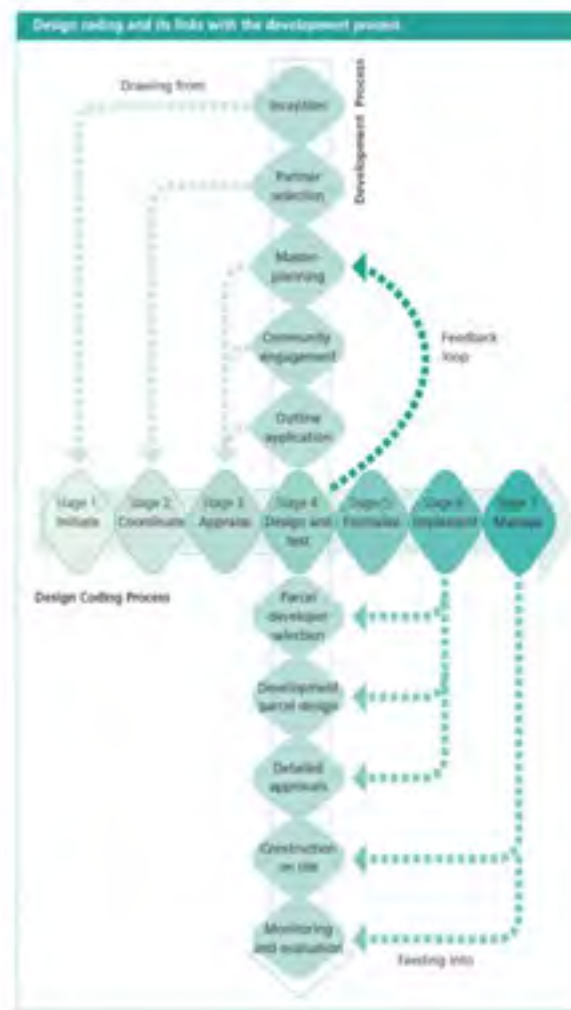 Design coding and its links with the development process
Drawing from
Inception
Development Process
Partner
selection
Master-
planning
Feedback
loop
Community
engagement
Outline
application
Stage 1
Initiate
Stage 2
Coordinate
Stage 3
Appraise
Stage 4
Design and
test
Stage 5
Formalise
Stage 6
Implement
Stage 7
Manage
Design Coding Process
Parcel
developer
selection
Development
parcel design
Detailed
approvals
Construction
on site
Monitoring
and evaluation
Feeding into